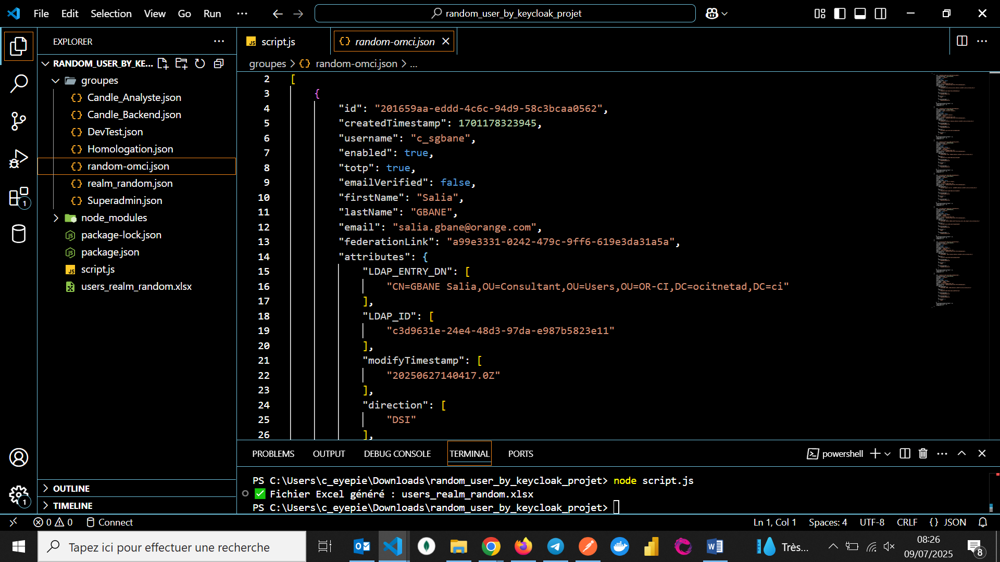 File Edit Selection View Go Run ...
random_user_by_keycloak_projet
EXPLORER
RANDOM_USER_BY_KE...
groupes
Candle_Analyste.json
Candle_Backend.json
DevTest.json
Homologation.json
random-omci.json
realm_random.json
Superadmin.json
node_modules
package-lock.json
package.json
script.js
users_realm_random.xlsx
OUTLINE
TIMELINE
1
1
script.js random-omci.json
groupes > {} random-omci.json > ...
2 [
3 {
4 "id": "201659aa-eddd-4c6c-94d9-58c3bcaa0562",
5 "createdTimestamp": 1701178323945,
6 "username": "c_sgbane",
7 "enabled": true,
8 "totp": true,
9 "emailVerified": false,
10 "firstName": "Salia",
11 "lastName": "GBANE",
12 "email": "salia.gbane@orange.com",
13 "federationLink": "a99e3331-0242-479c-9ff6-619e3da31a5a",
14 "attributes": {
15 "LDAP_ENTRY_DN": [
16 "CN=GBANE Salia,OU=Consultant,OU=Users,OU=OR-CI,DC=ocitnetad,DC=ci"
17 ],
18 "LDAP_ID": [
19 "c3d9631e-24e4-48d3-97da-e987b5823e11"
20 ],
21 "modifyTimestamp": [
22 "20250627140417.0Z"
23 ],
24 "direction": [
25 "DSI"
26 ],
PROBLEMS OUTPUT DEBUG CONSOLE TERMINAL PORTS
powershell
PS C:\Users\c_eyepie\Downloads\random_user_by_keycloak_projet> node script.js
✅ Fichier Excel généré : users_realm_random.xlsx
PS C:\Users\c_eyepie\Downloads\random_user_by_keycloak_projet>
0 0 Connect
Ln 1, Col 1 Spaces: 4 UTF-8 CRLF {} JSON
Tapez ici pour effectuer une recherche
Très...
08:26
09/07/2025
8